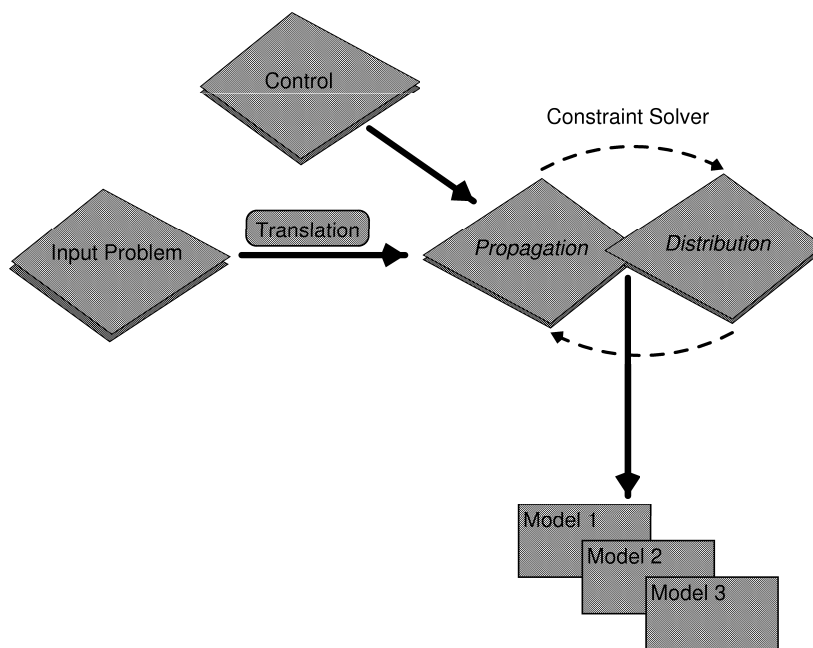 Control
Constraint Solver
Input Problem
Translation
Propagation
Distribution
Model 1
Model 2
Model 3